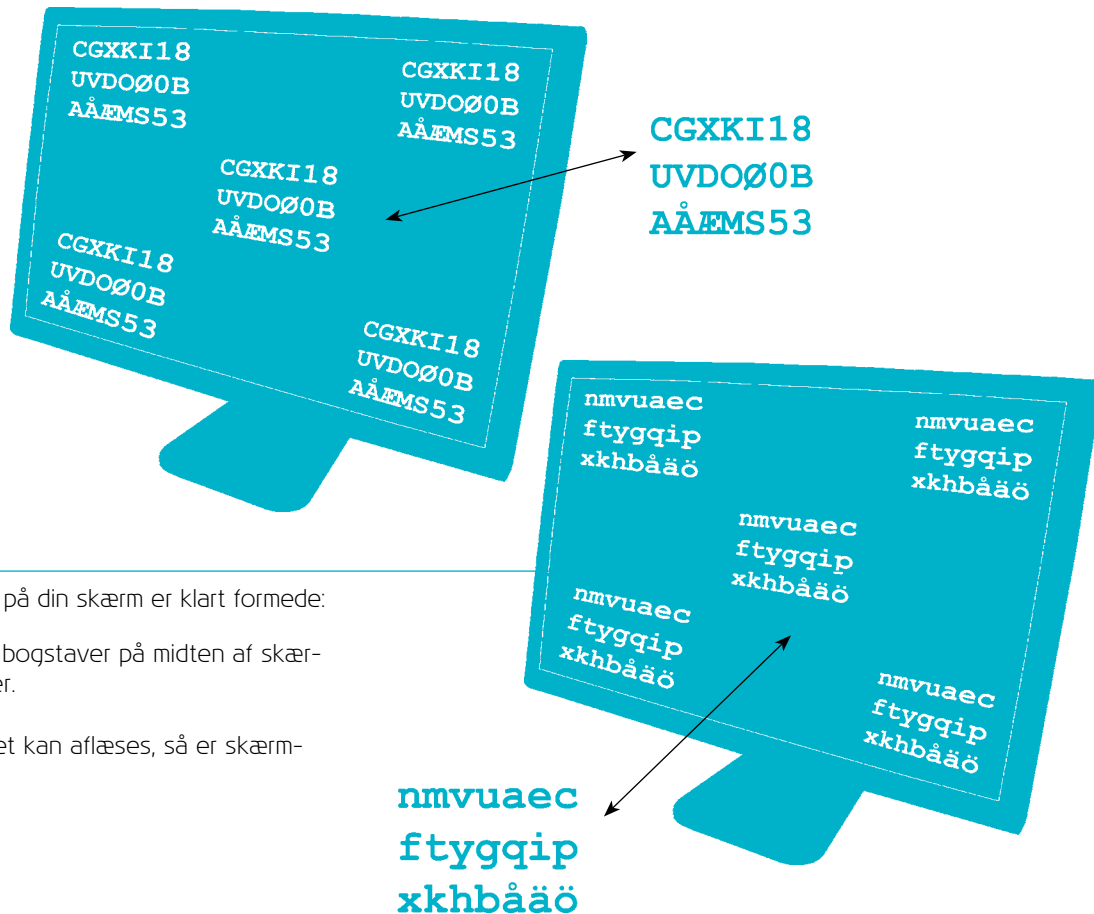 CGXKI18
UVDOØ0B
AÅÆMS53
CGXKI18
UVDOØ0B
AÅÆMS53
CGXKI18
UVDOØ0B
AÅÆMS53
CGXKI18
UVDOØ0B
AÅÆMS53
CGXKI18
UVDOØ0B
AÅÆMS53
CGXKI18
UVDOØ0B
AÅÆMS53
nmvuaec
ftygqip
xkhbåäö
nmvuaec
ftygqip
xkhbåäö
nmvuaec
ftygqip
xkhbåäö
nmvuaec
ftygqip
xkhbåäö
nmvuaec
ftygqip
xkhbåäö
på din skærm er klart formede:
bogstaver på midten af skær-
er.
et kan aflæses, så er skærm-
nmvuaec
ftygqip
xkhbåäö